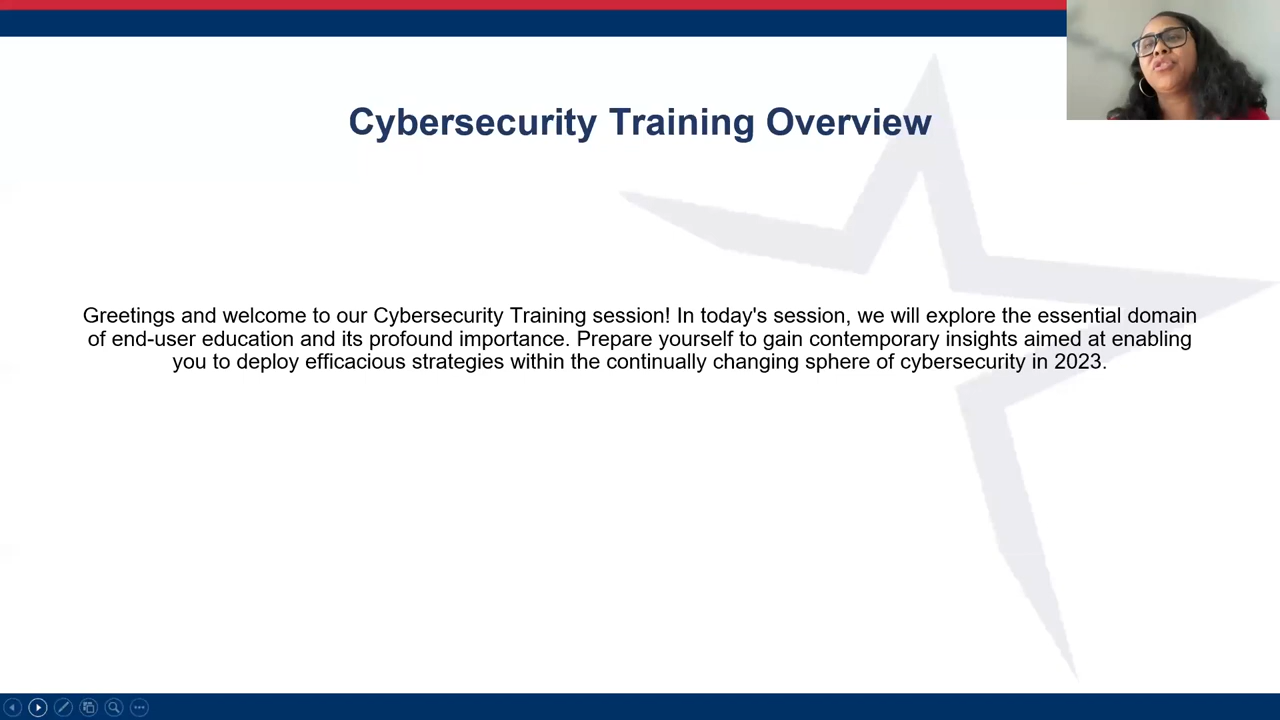 Cybersecurity Training Overview
Greetings and welcome to our Cybersecurity Training session! In today's session, we will explore the essential domain
of end-user education and its profound importance. Prepare yourself to gain contemporary insights aimed at enabling
you to deploy efficacious strategies within the continually changing sphere of cybersecurity in 2023.